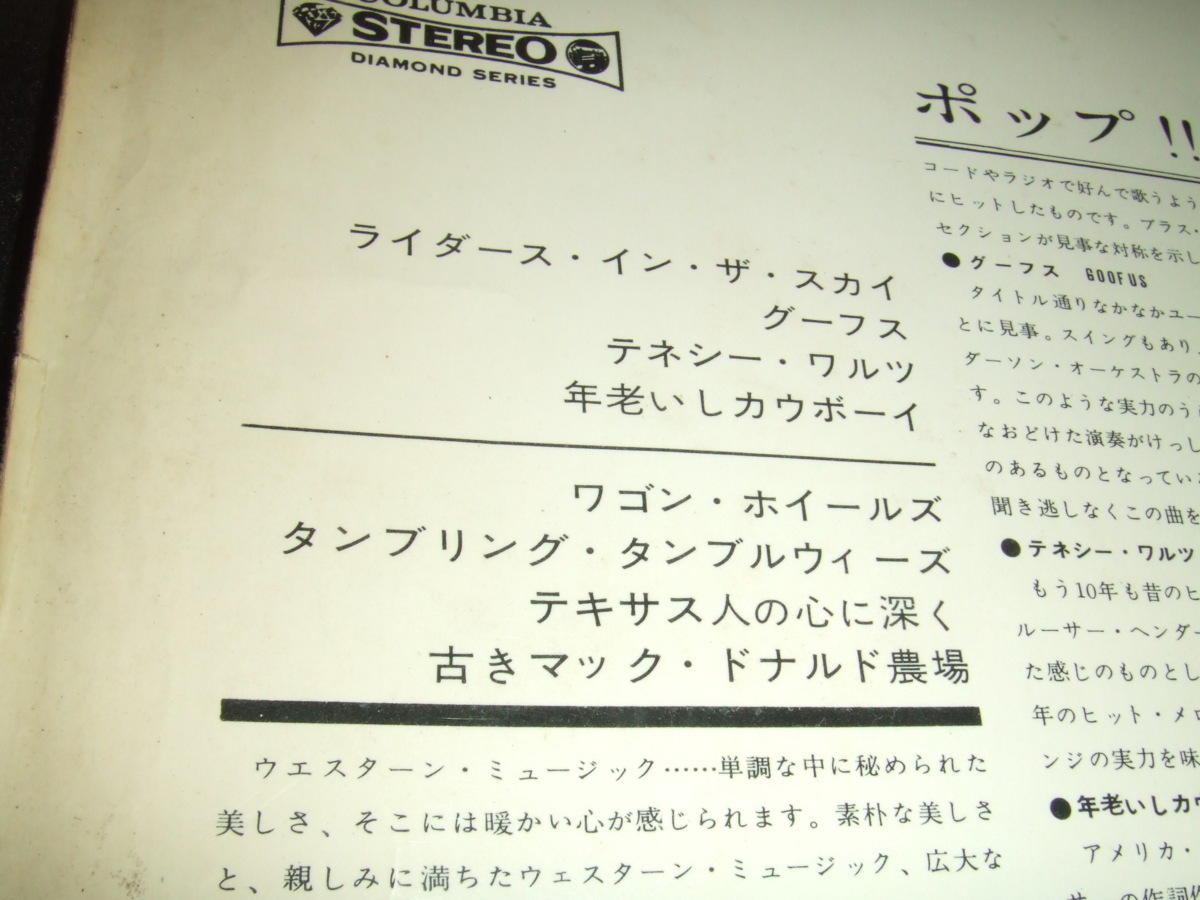 COLUMBIA
STEREO
DIAMOND SERIES
ライダース・イン・ザ・スカイ
グーフス
テネシー・ワルツ
年老いしカウボーイ
ワゴン・ホイールズ
タンブリング・タンブルウィーズ
テキサス人の心に深く
古きマック・ドナルド農場
ウエスターン・ミュージック……単調な中に秘められた
美しさ、そこには暖かい心が感じられます。素朴な美しさ
と、親しみに満ちたウェスターン・ミュージック、広大な
ポップ!!
コードやラジオで好んで歌うよう
にヒットしたものです。ブラス・
セクションが見事な対称を示し
●グーフス GOOFUS
タイトル通りなかなかユー
とに見事。スイングもあり、
ダーソン・オーケストラの
す。このような実力のう
なおどけた演奏がけっし
のあるものとなってい
聞き逃しなくこの曲を
●テネシー・ワルツ
もう10年も昔のヒ
ルーサー・ヘンダ
た感じのものとし
年のヒット・メロ
ンジの実力を味
●年老いしカウ
アメリカ・
サーの作詞作